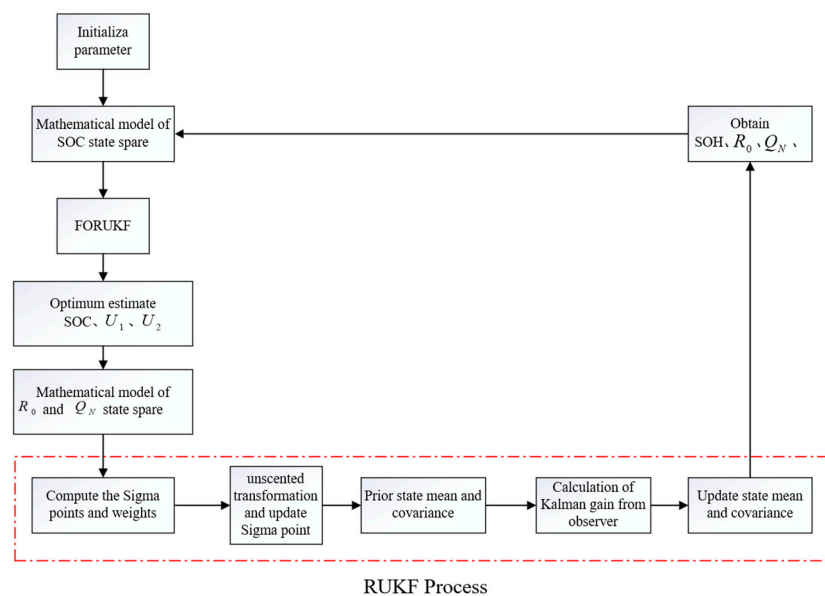 Initializa
parameter
Mathematical model of
SOC state spare
FORUKF
Optimum estimate
SOC、U₁、U₂
Mathematical model of
R₀ and Q_N state spare
Compute the Sigma
points and weights
unscented
transformation
and update
Sigma point
Prior state mean and
covariance
Calculation of
Kalman gain from
observer
Update state mean
and covariance
Obtain
SOH、R₀、Q_N、
RUKF Process